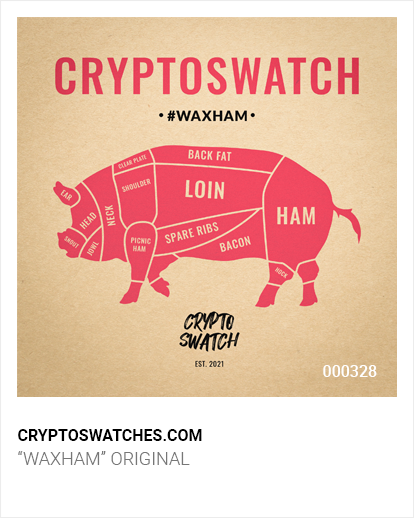 CRYPTOSWATCH
• #WAXHAM •
BACK FAT
CLEAR PLATE
EAR
SHOULDER
LOIN
HEAD
NECK
HAM
SNOUT
JOWL
PICNIC
HAM
SPARE RIBS
BACON
HOCK
CRYPTO
SWATCH
EST. 2021
000328
CRYPTOSWATCHES.COM
“WAXHAM” ORIGINAL